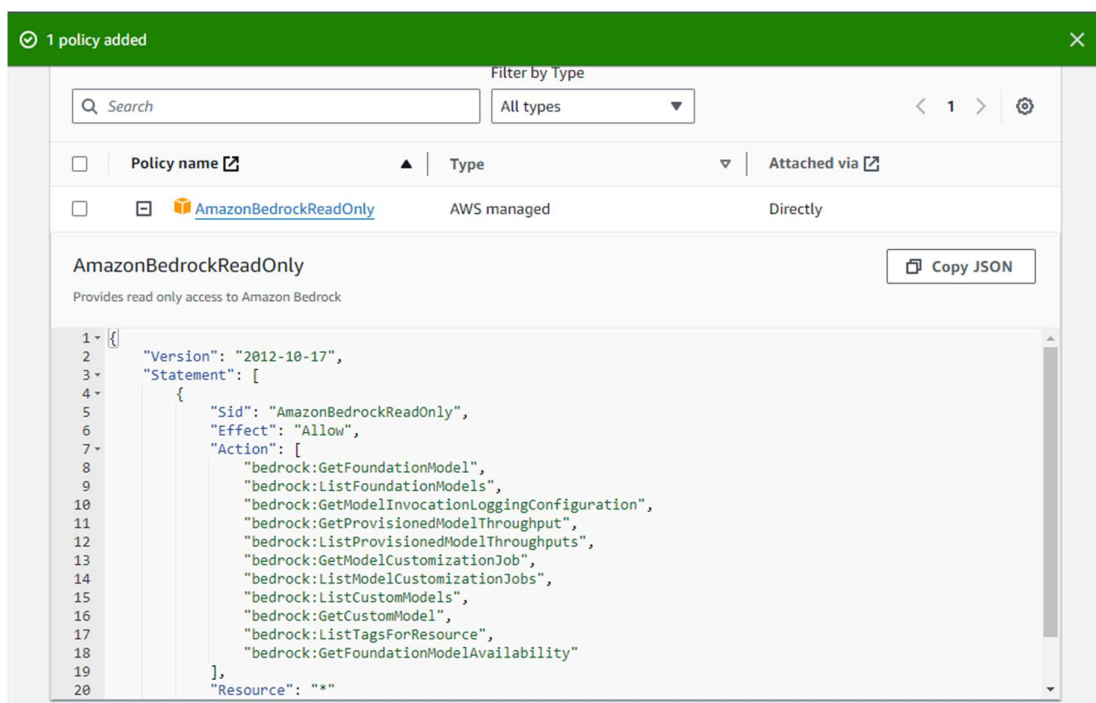 1 policy added
Filter by Type
Search
All types
1
Policy name
Type
Attached via
AmazonBedrockReadOnly
AWS managed
Directly
AmazonBedrockReadOnly
Copy JSON
Provides read only access to Amazon Bedrock
1 {
2 "Version": "2012-10-17",
3 "Statement": [
4 {
5 "Sid": "AmazonBedrockReadOnly",
6 "Effect": "Allow",
7 "Action": [
8 "bedrock:GetFoundationModel",
9 "bedrock:ListFoundationModels",
10 "bedrock:GetModelInvocationLoggingConfiguration",
11 "bedrock:GetProvisionedModelThroughput",
12 "bedrock:ListProvisionedModelThroughputs",
13 "bedrock:GetModelCustomizationJob",
14 "bedrock:ListModelCustomizationJobs",
15 "bedrock:ListCustomModels",
16 "bedrock:GetCustomModel",
17 "bedrock:ListTagsForResource",
18 "bedrock:GetFoundationModelAvailability"
19 ],
20 "Resource": "*"